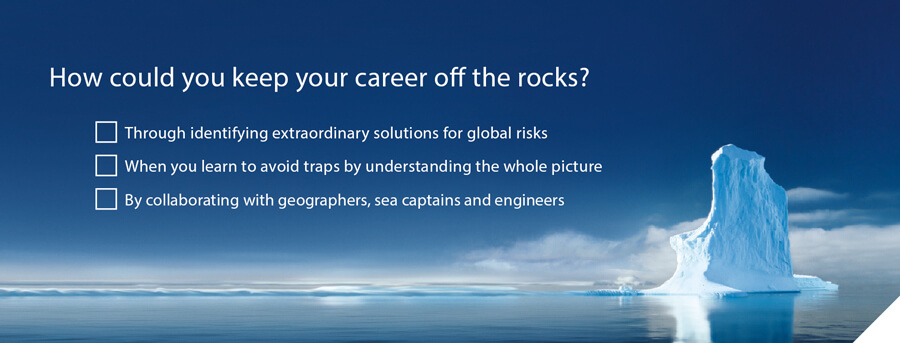 How could you keep your career off the rocks?
Through identifying extraordinary solutions for global risks
When you learn to avoid traps by understanding the whole picture
By collaborating with geographers, sea captains and engineers